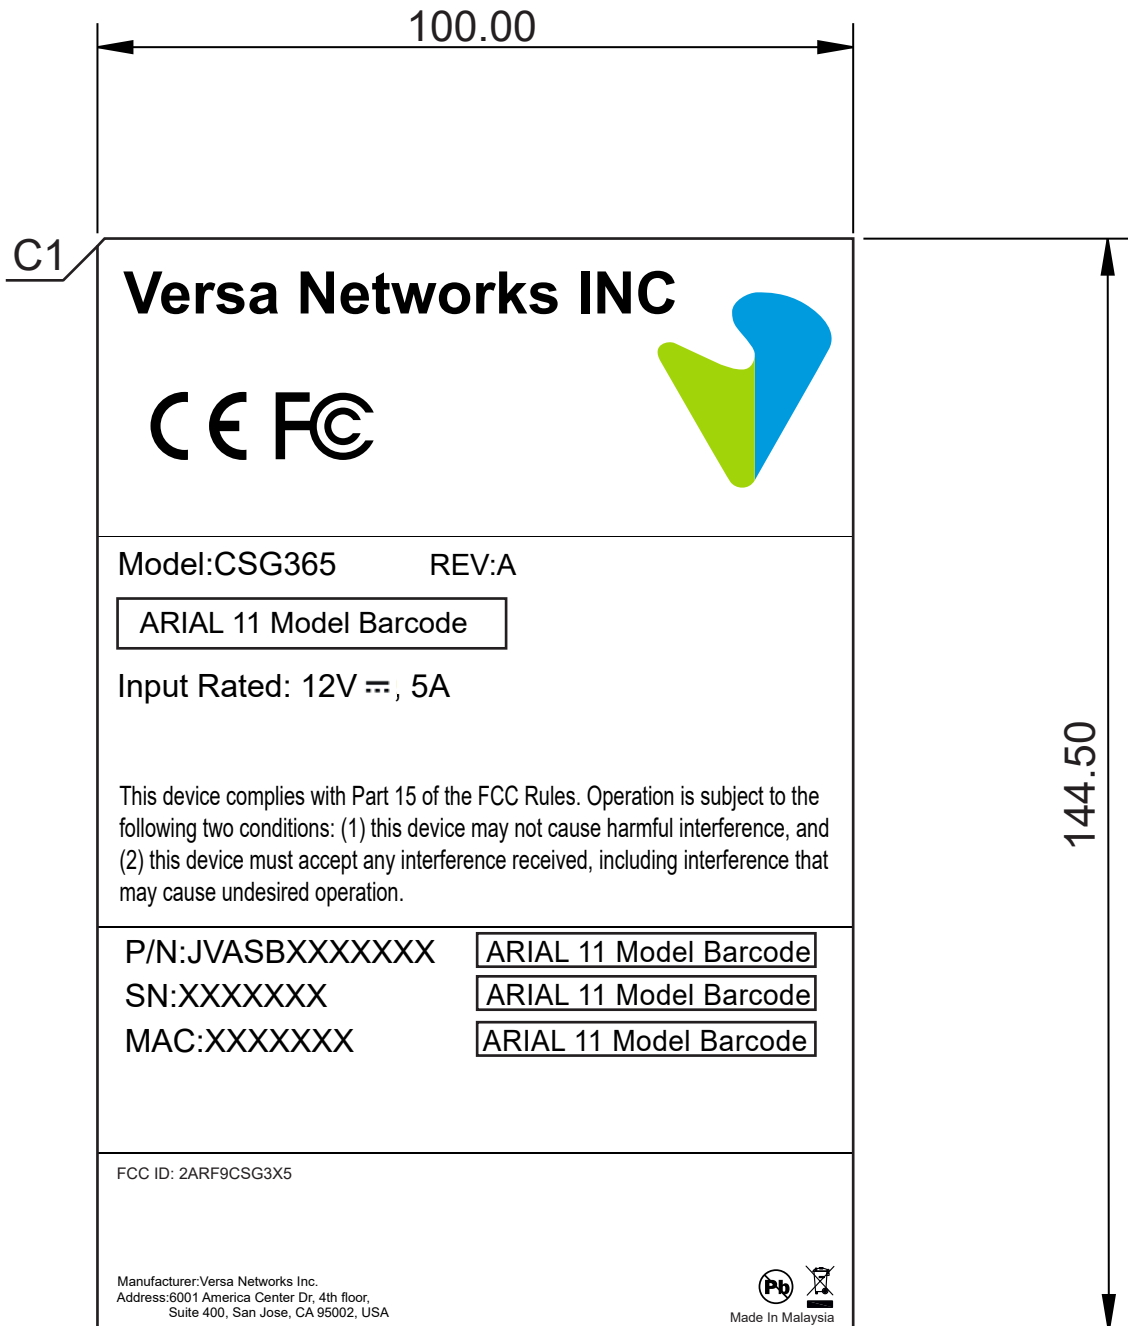 100.00
C1
Versa Networks INC
CE FC
Model:CSG365 REV:A
ARIAL 11 Model Barcode
Input Rated: 12V ⎓, 5A
144.50
This device complies with Part 15 of the FCC Rules. Operation is subject to the
following two conditions: (1) this device may not cause harmful interference, and
(2) this device must accept any interference received, including interference that
may cause undesired operation.
P/N:JVASBXXXXXXX ARIAL 11 Model Barcode
SN:XXXXXXX ARIAL 11 Model Barcode
MAC:XXXXXXX ARIAL 11 Model Barcode
FCC ID: 2ARF9CSG3X5
Manufacturer:Versa Networks Inc.
Address:6001 America Center Dr, 4th floor,
Suite 400, San Jose, CA 95002, USA
Pb
Made In Malaysia